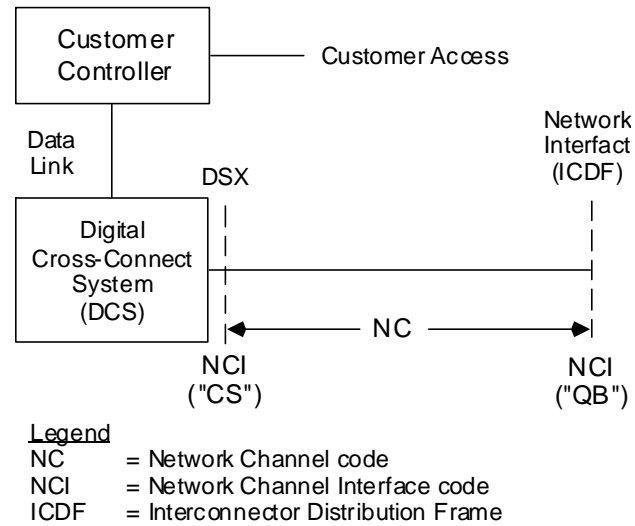 Customer
Controller
Customer Access
Data
Link
Network
Interfact
(ICDF)
DSX
Digital
Cross-Connect
System
(DCS)
NC
NCI
("CS")
NCI
("QB")
Legend
NC = Network Channel code
NCI = Network Channel Interface code
ICDF = Interconnector Distribution Frame